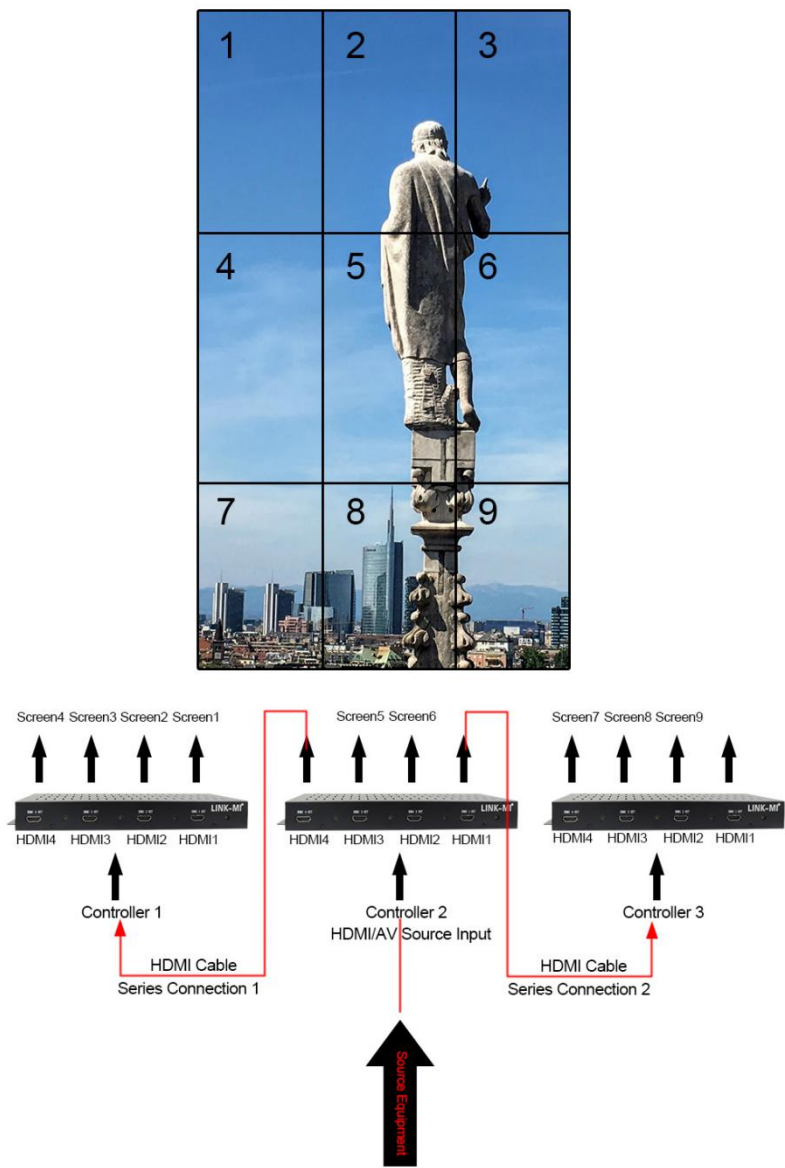 1 2 3
4 5 6
7 8 9
Screen4 Screen3 Screen2 Screen1
Screen5 Screen6
Screen7 Screen8 Screen9
LINK-MI
LINK-MI
LINK-MI
HDMI4 HDMI3 HDMI2 HDMI1
HDMI4 HDMI3 HDMI2 HDMI1
HDMI4 HDMI3 HDMI2 HDMI1
Controller 1
Controller 2
HDMI/AV Source Input
Controller 3
HDMI Cable
Series Connection 1
HDMI Cable
Series Connection 2
Source Equipment